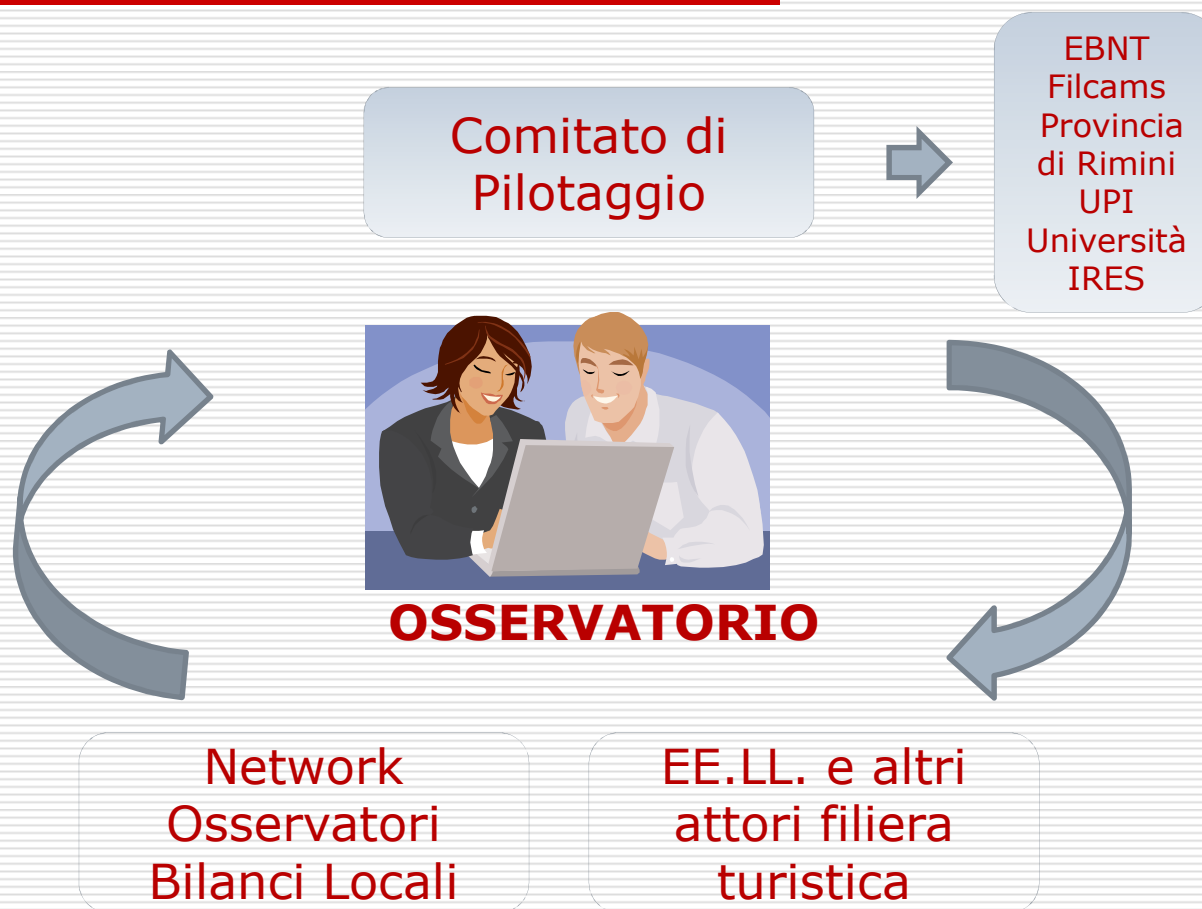 Comitato di
Pilotaggio
EBNT
Filcams
Provincia
di Rimini
UPI
Università
IRES
OSSERVATORIO
Network
Osservatori
Bilanci Locali
EE.LL. e altri
attori filiera
turistica